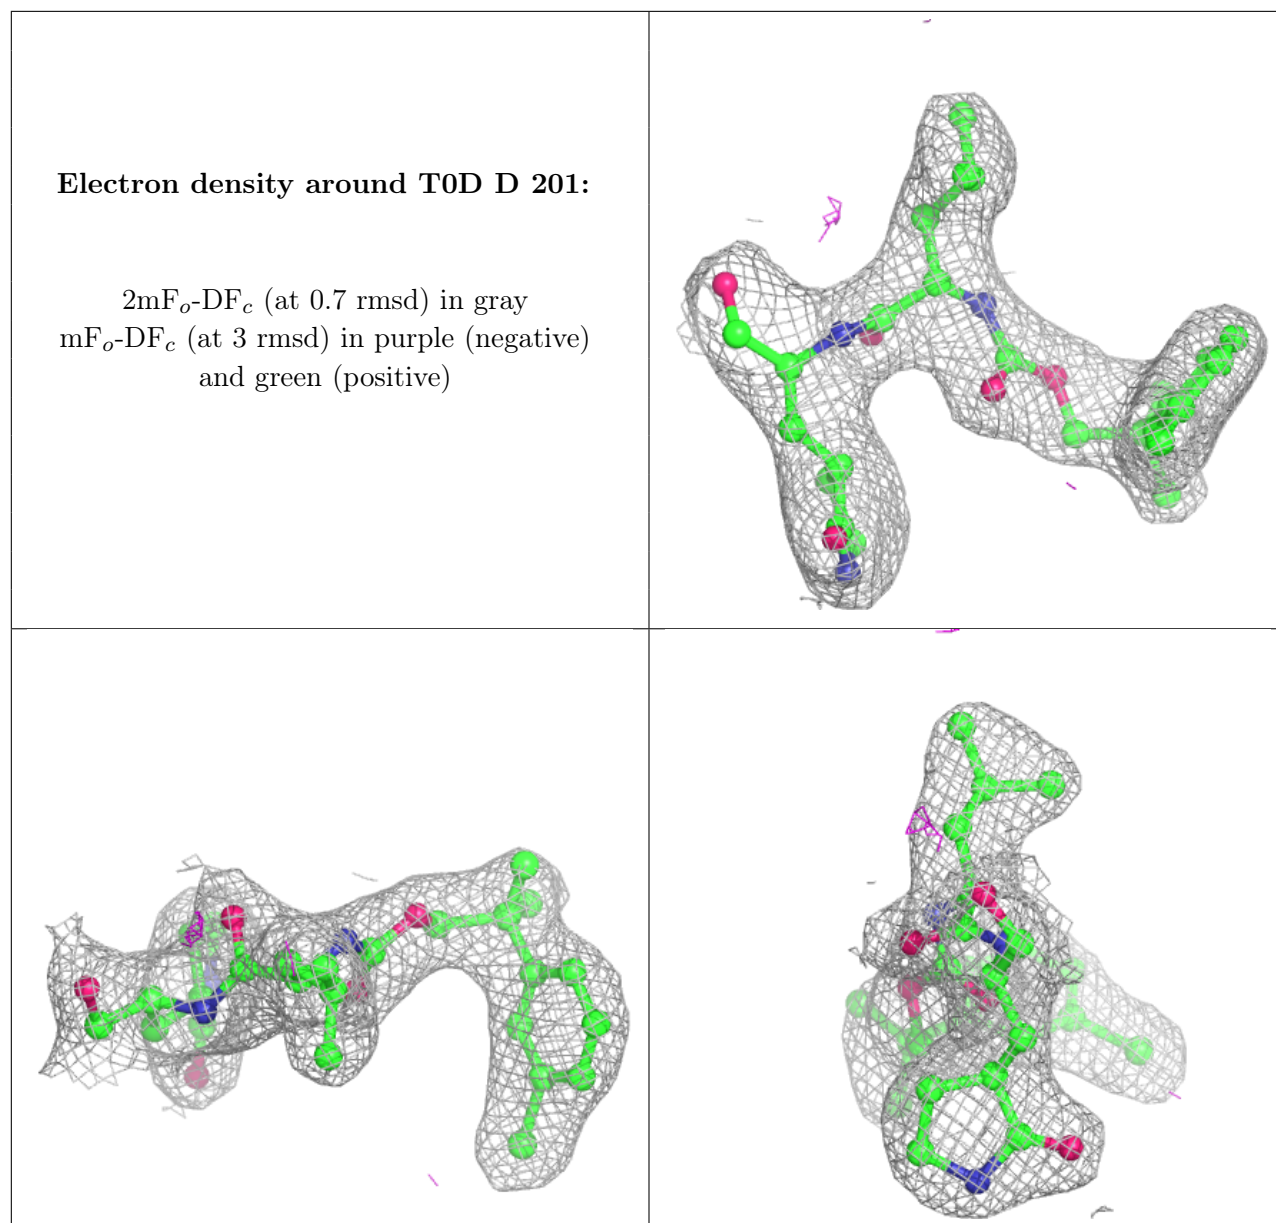 Electron density around T0D D 201:
2mFo-DFc (at 0.7 rmsd) in gray
mFo-DFc (at 3 rmsd) in purple (negative)
and green (positive)